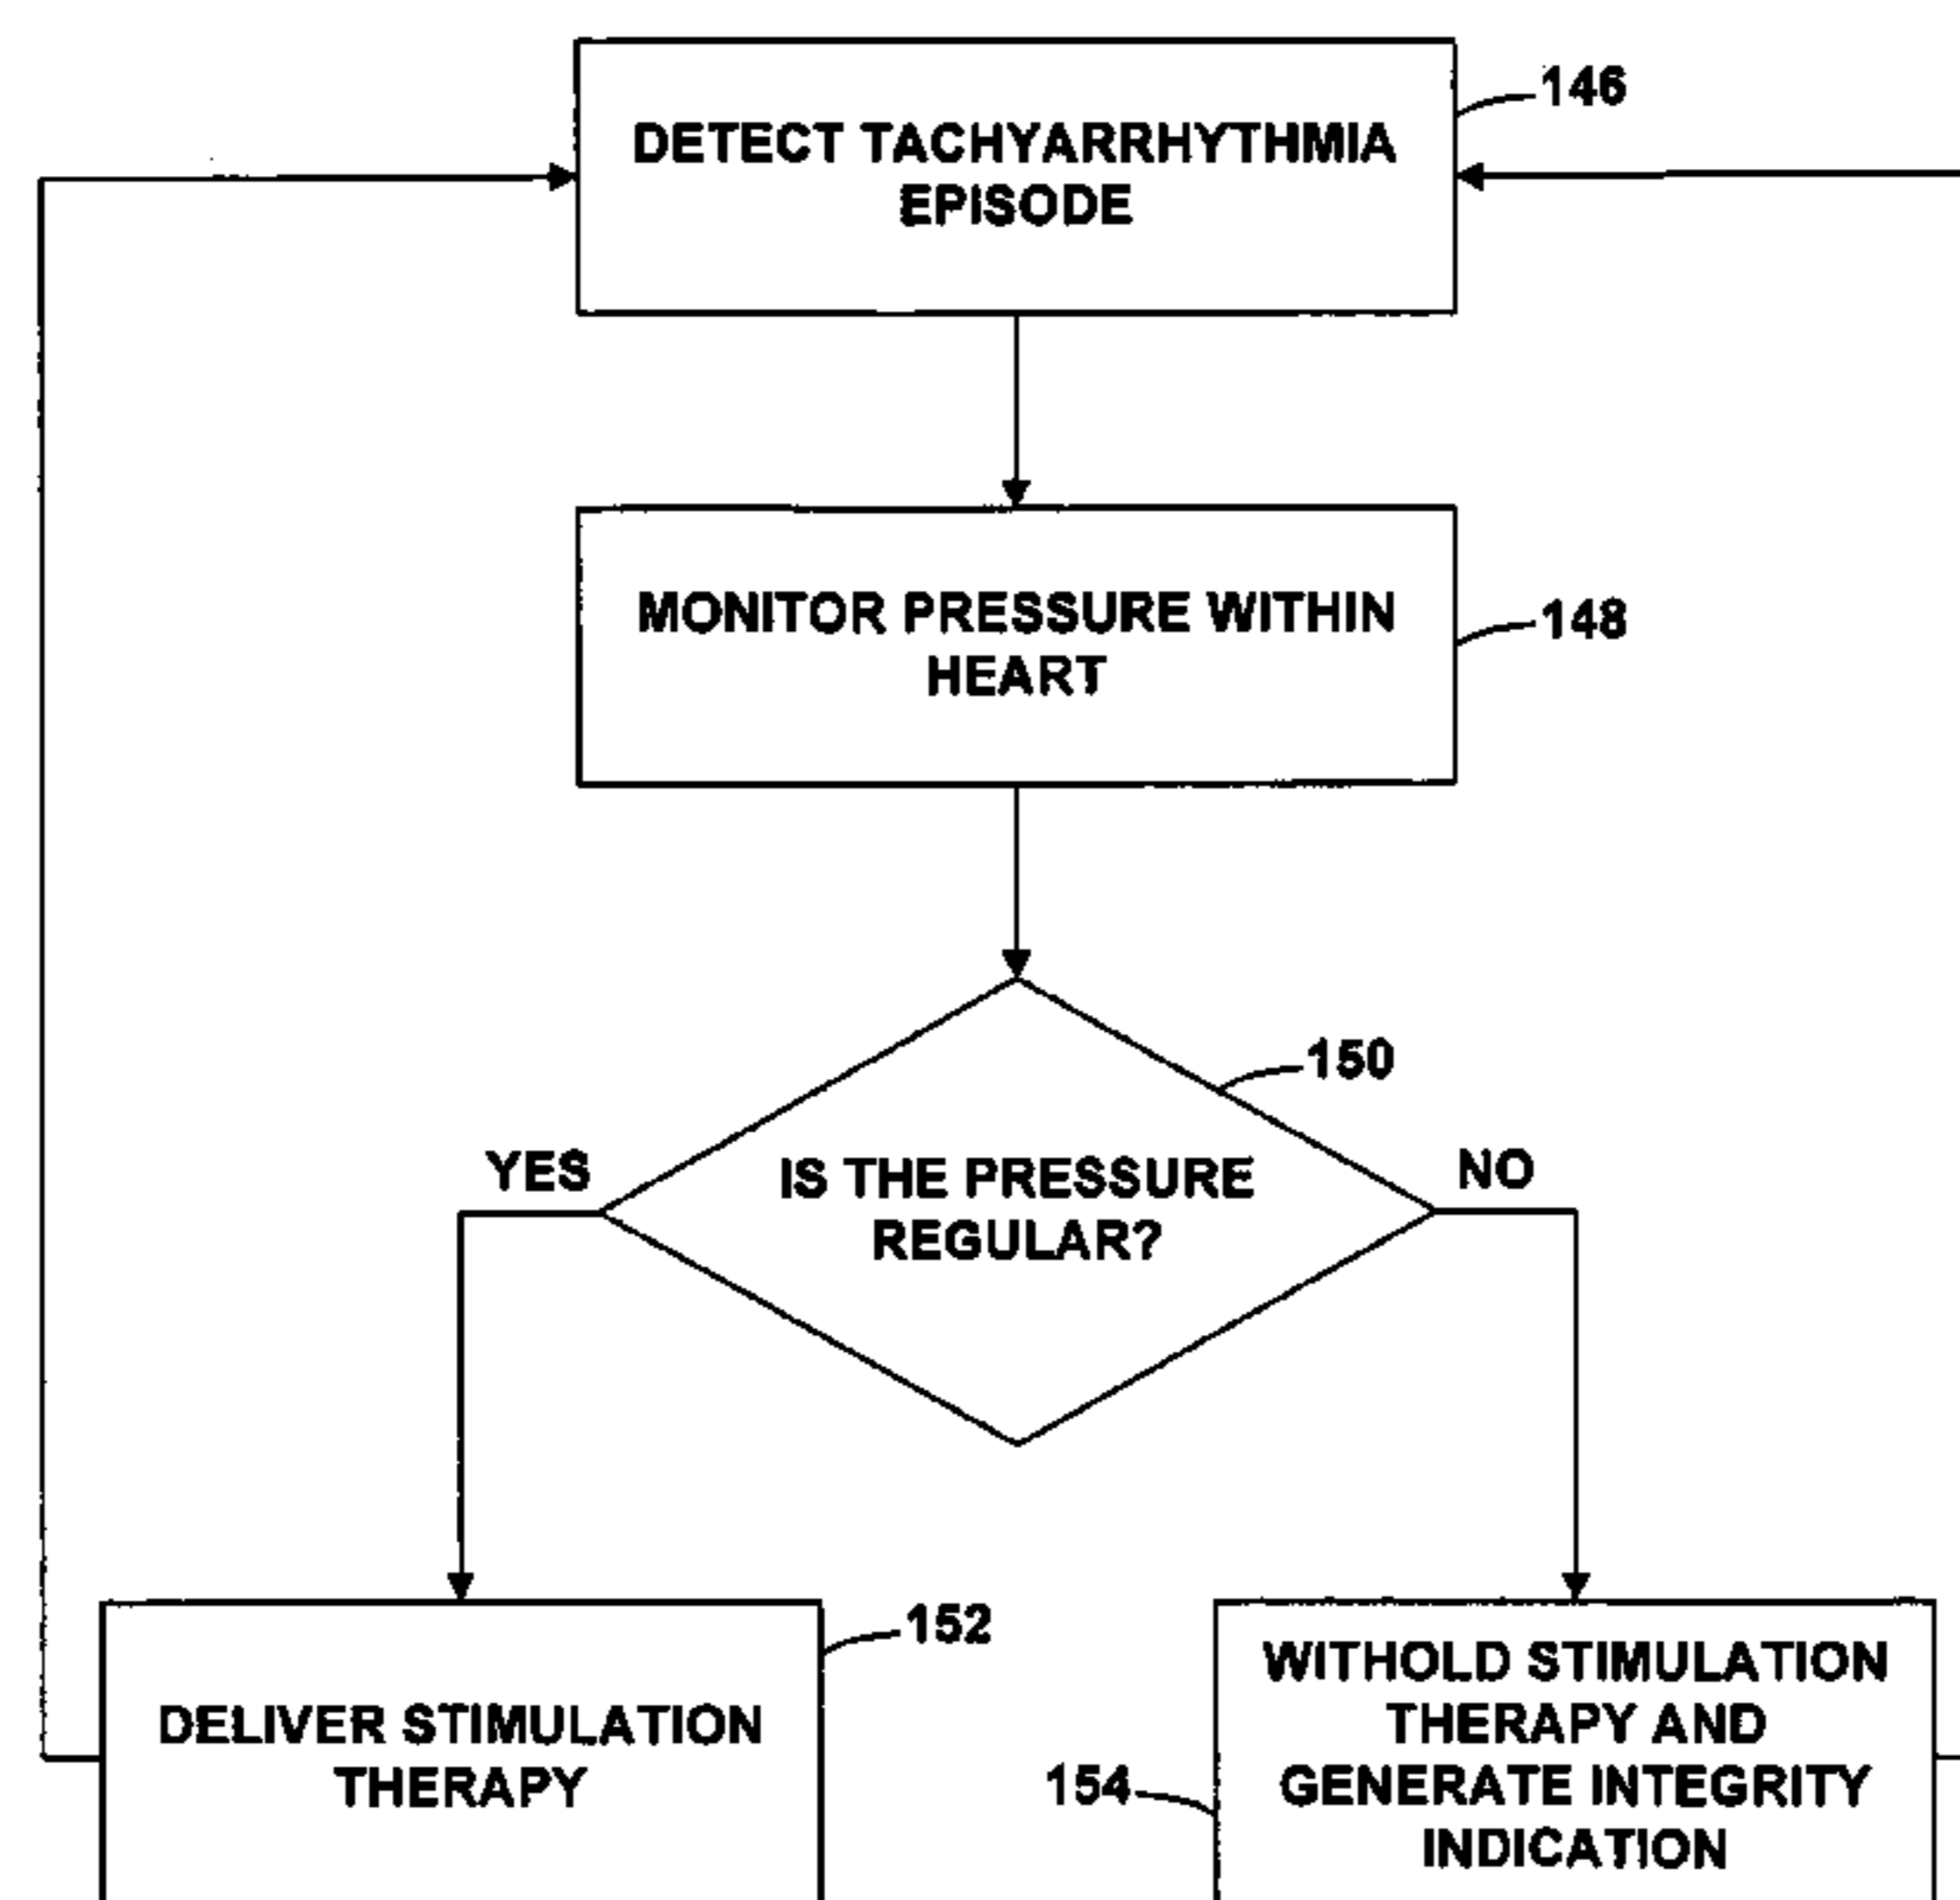 146
DETECT TACHYARRHYTHMIA
EPISODE
MONITOR PRESSURE WITHIN
HEART
148
150
YES
IS THE PRESSURE
REGULAR?
NO
152
DELIVER STIMULATION
THERAPY
WITHOLD STIMULATION
THERAPY AND
GENERATE INTEGRITY
INDICATION
154